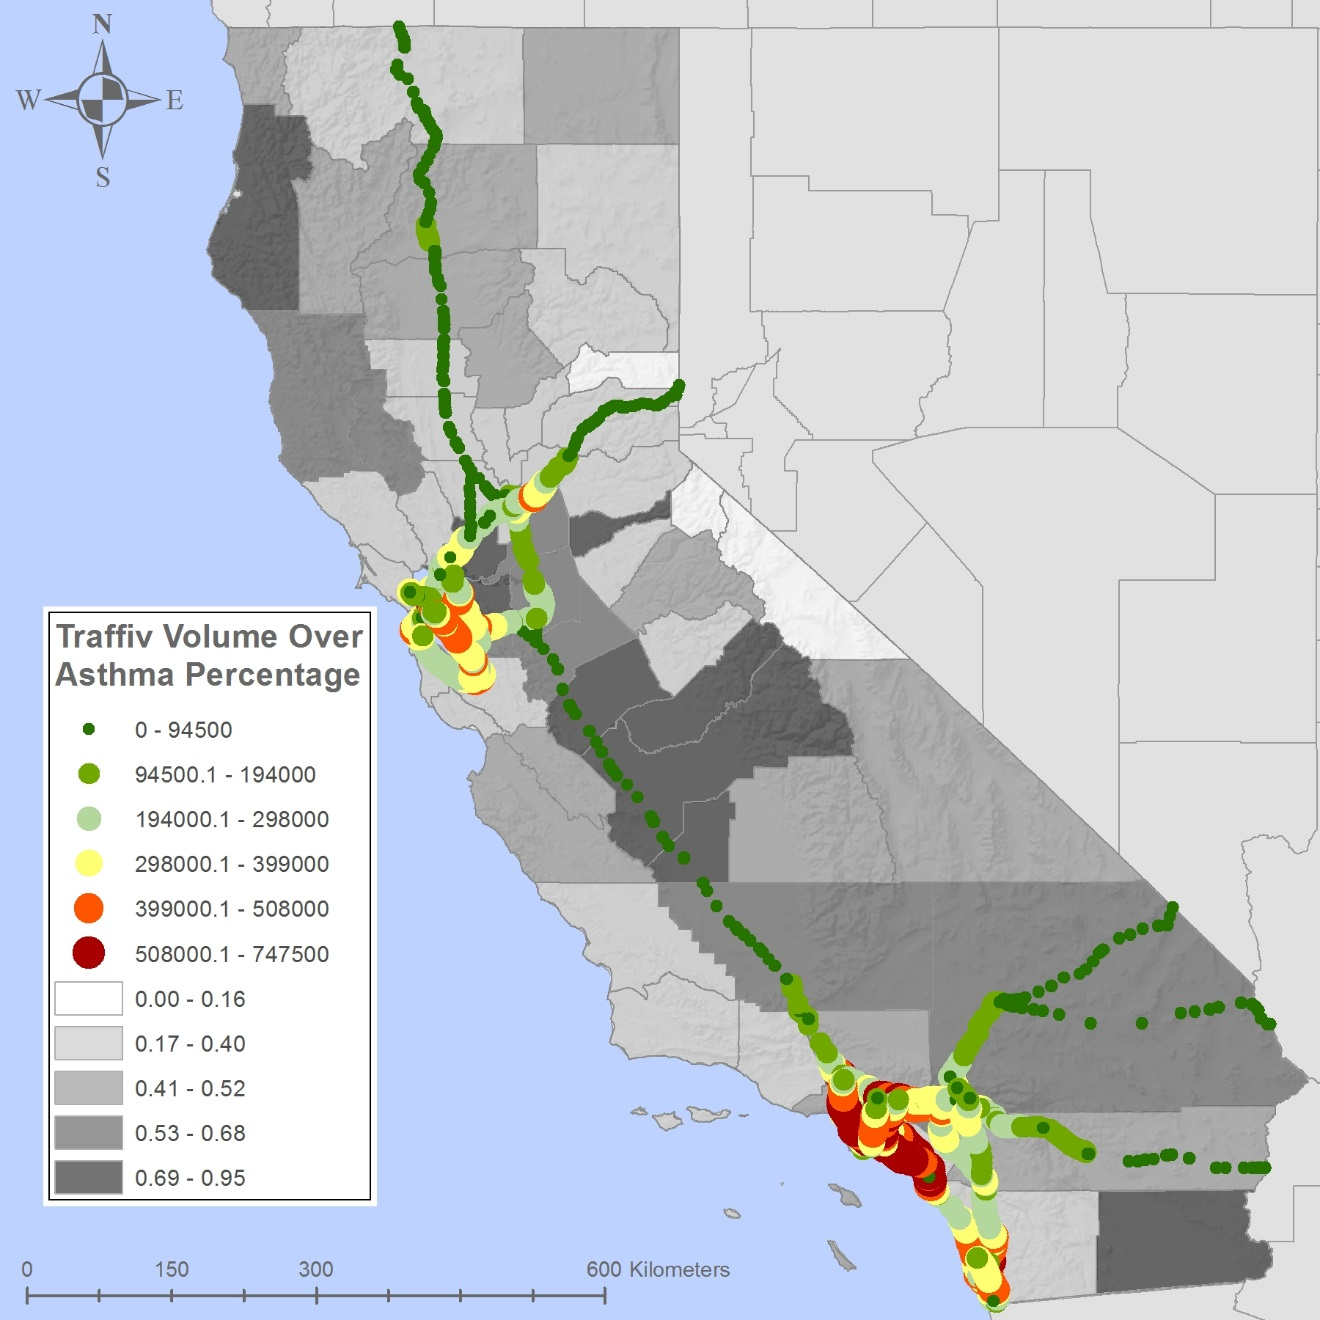 N
W E
S
Traffiv Volume Over
Asthma Percentage
0 - 94500
94500.1 - 194000
194000.1 - 298000
298000.1 - 399000
399000.1 - 508000
508000.1 - 747500
0.00 - 0.16
0.17 - 0.40
0.41 - 0.52
0.53 - 0.68
0.69 - 0.95
0 150 300 600 Kilometers